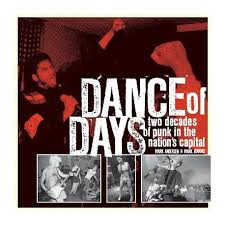 DANCE of
DAYS
two decades
of punk in the
nation's capital
MARK ANDERSEN & MARK JENKINS